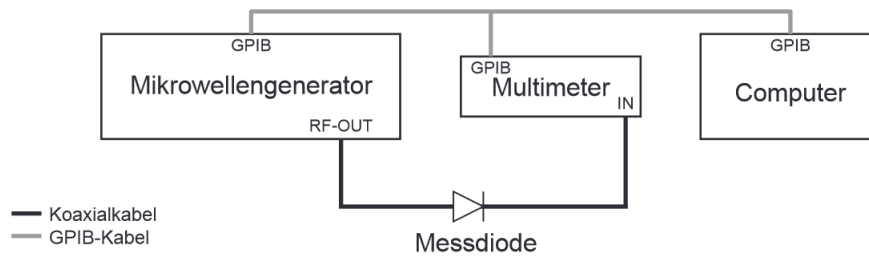 GPIB
Mikrowellengenerator
RF-OUT
GPIB
Multimeter
IN
GPIB
Computer
Messdiode
Koaxialkabel
GPIB-Kabel